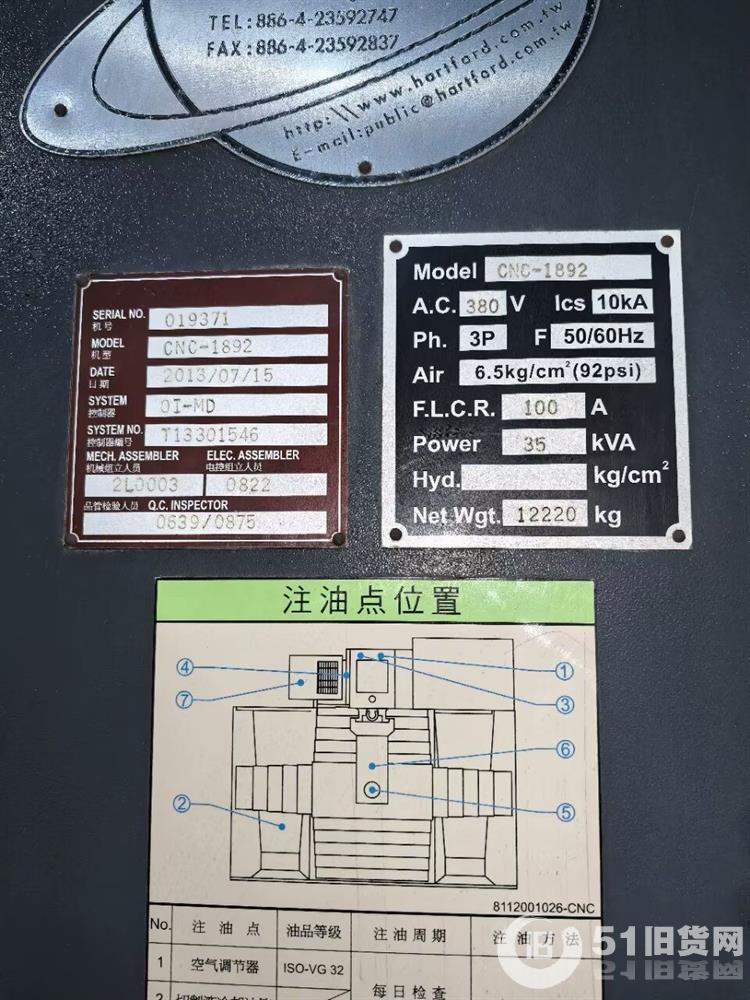 TEL:886-4-23592747
FAX:886-4-23592837
http:\\www.hartford.com.tw
E-mcil:public@hartford.com.tw
SERIAL NO. 019371
机号
MODEL CNC-1892
机型
DATE 2013/07/15
日期
SYSTEM OI-MD
控制器
SYSTEM NO. T13301546
控制器编号
MECH. ASSEMBLER ELEC. ASSEMBLER
机械组立人员 电控组立人员
2L0003 0822
品管检验人员 Q.C. INSPECTOR
0639/0875
Model CNC-1892
A.C. 380 V Ics 10kA
Ph. 3P F 50/60Hz
Air 6.5kg/cm²(92psi)
F.L.C.R. 100 A
Power 35 kVA
Hyd. kg/cm²
Net Wgt. 12220 kg
注油点位置
④ ①
⑦ ③
⑥
② ⑤
8112001026-CNC
No. 注油点 油品等级 注油周期 注油方法
1 空气调节器 ISO-VG 32
每日检查
2
51旧货网